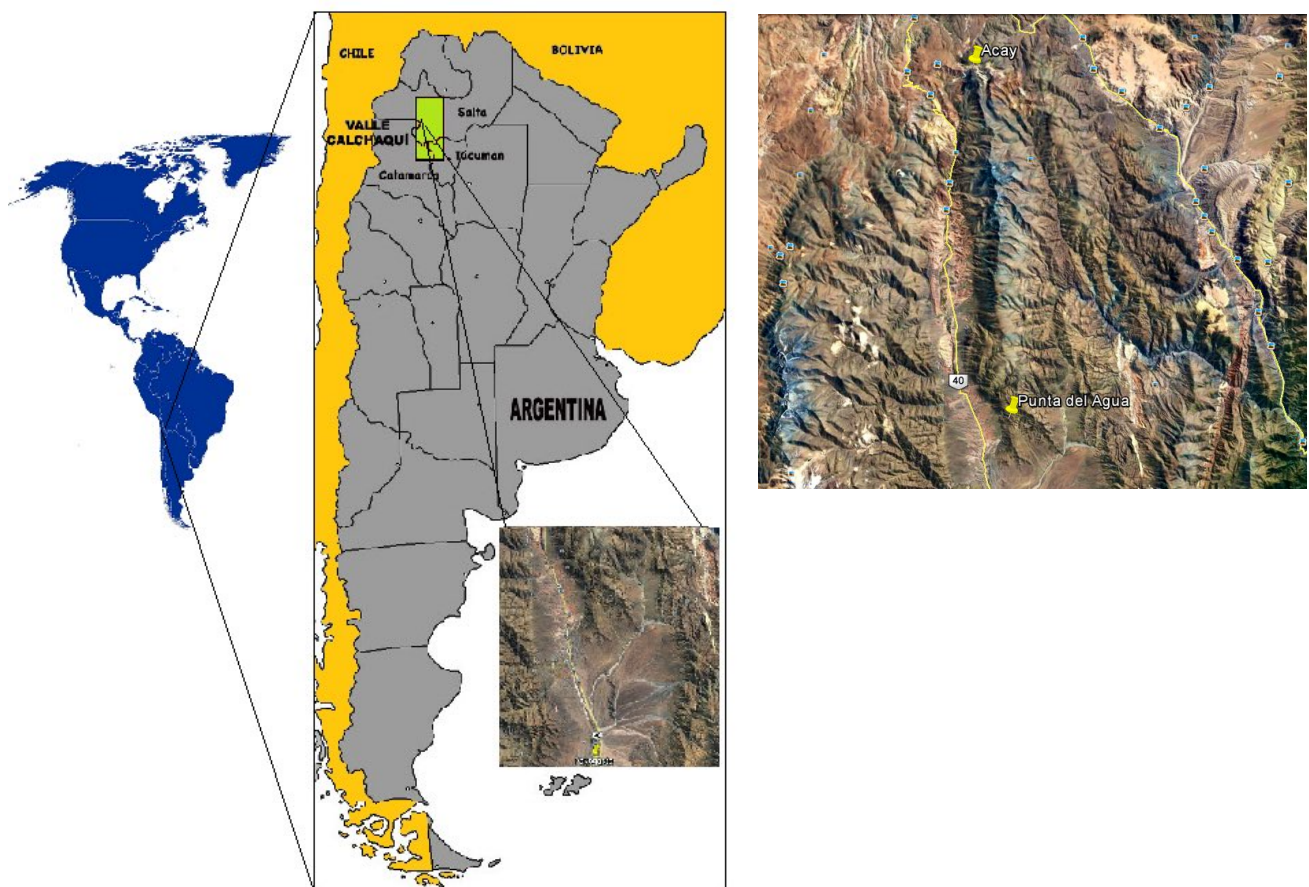 CHILE
BOLIVIA
Salta
VALLE
CALCHAQUÍ
Tucuman
Catamarca
ARGENTINA
Acay
40
Punta del Agua